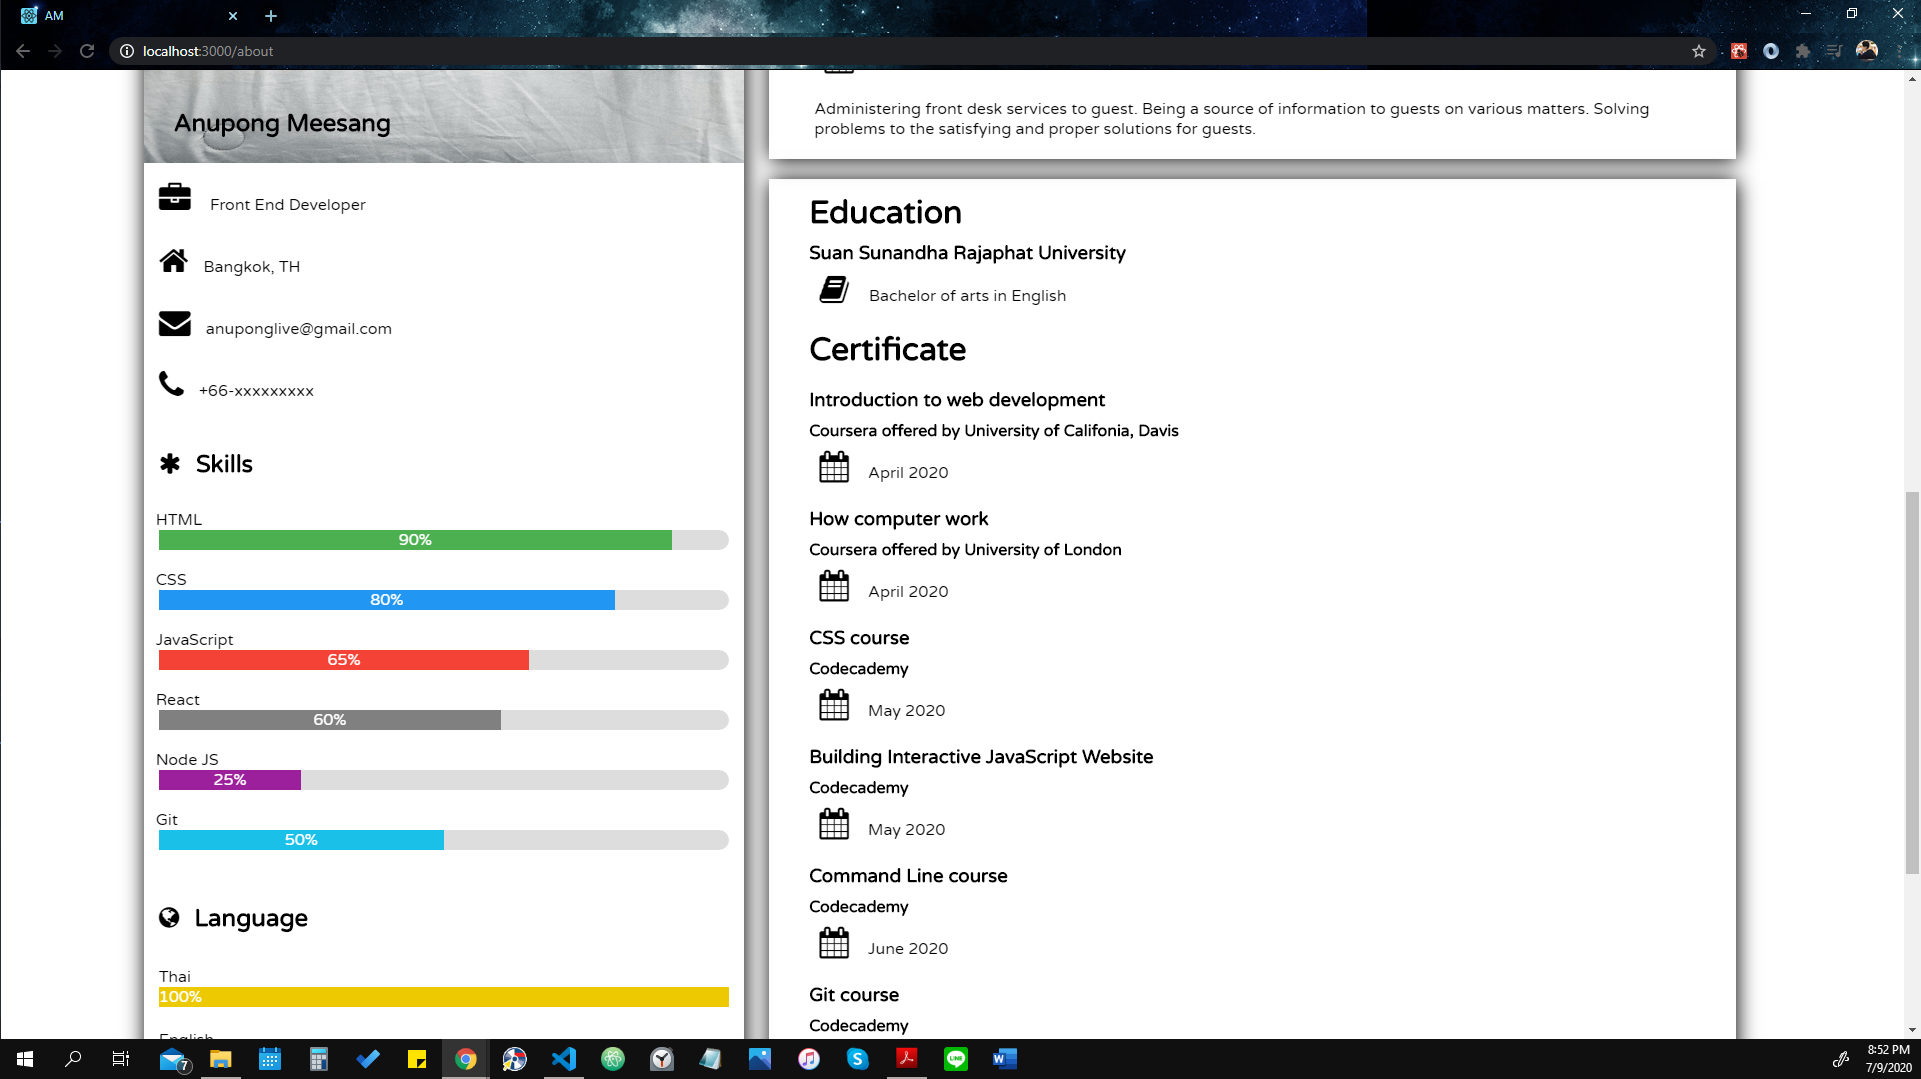 AM
localhost:3000/about
Anupong Meesang
Front End Developer
Bangkok, TH
anuponglive@gmail.com
+66-xxxxxxxxx
Skills
HTML
90%
CSS
80%
JavaScript
65%
React
60%
Node JS
25%
Git
50%
Language
Thai
100%
English
Administering front desk services to guest. Being a source of information to guests on various matters. Solving
problems to the satisfying and proper solutions for guests.
Education
Suan Sunandha Rajaphat University
Bachelor of arts in English
Certificate
Introduction to web development
Coursera offered by University of Califonia, Davis
April 2020
How computer work
Coursera offered by University of London
April 2020
CSS course
Codecademy
May 2020
Building Interactive JavaScript Website
Codecademy
May 2020
Command Line course
Codecademy
June 2020
Git course
Codecademy
7
LINE
W
8:52 PM
7/9/2020